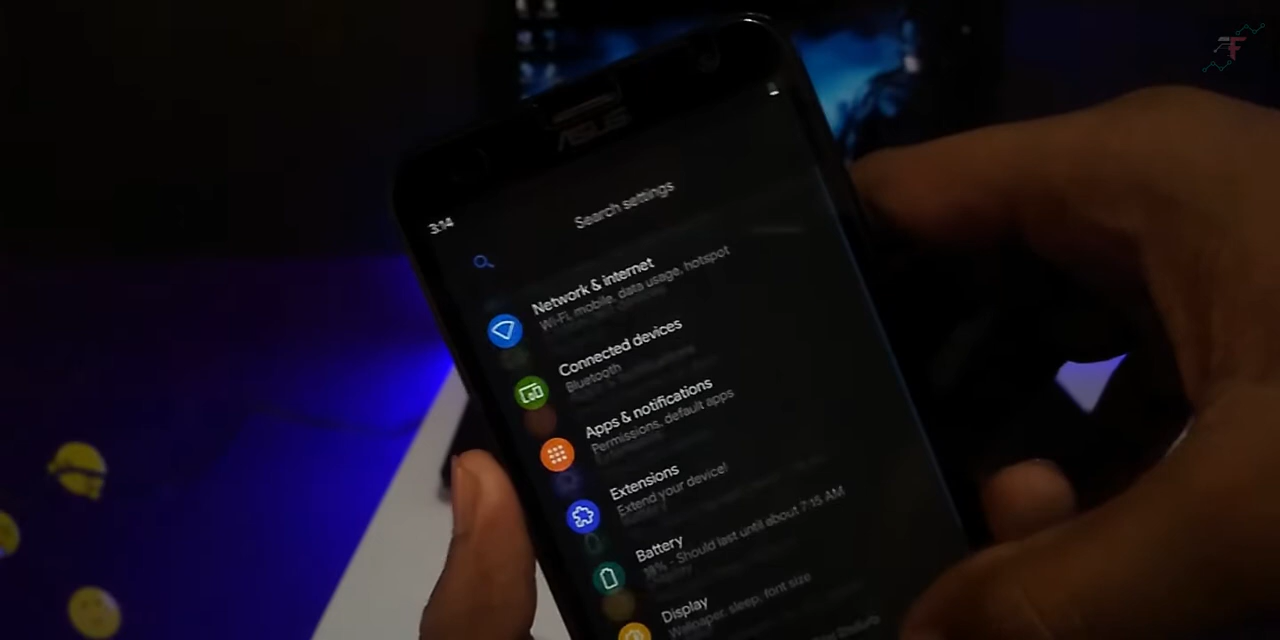 ASUS
3:14
Search settings
Network & internet
Wi-Fi, mobile, data usage, hotspot
Connected devices
Bluetooth
Apps & notifications
Permissions, default apps
Extensions
Extend your device!
Battery
- Should last until about 7:15 AM
Display
Wallpaper, sleep, font size